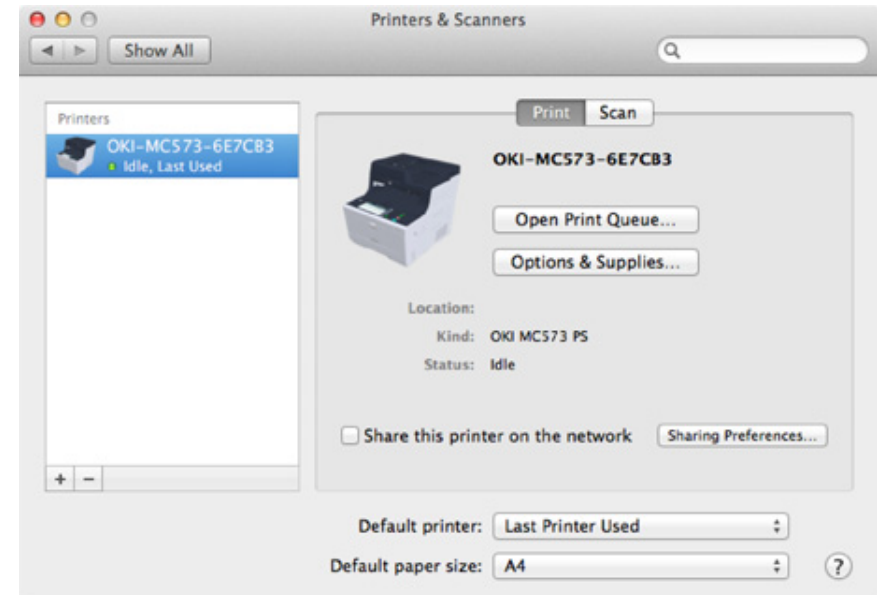 Printers & Scanners
Show All
Printers
OKI-MC573-6E7CB3
Idle, Last Used
Print Scan
OKI-MC573-6E7CB3
Open Print Queue...
Options & Supplies...
Location:
Kind: OKI MC573 PS
Status: Idle
Share this printer on the network Sharing Preferences...
+ −
Default printer: Last Printer Used
Default paper size: A4 ?